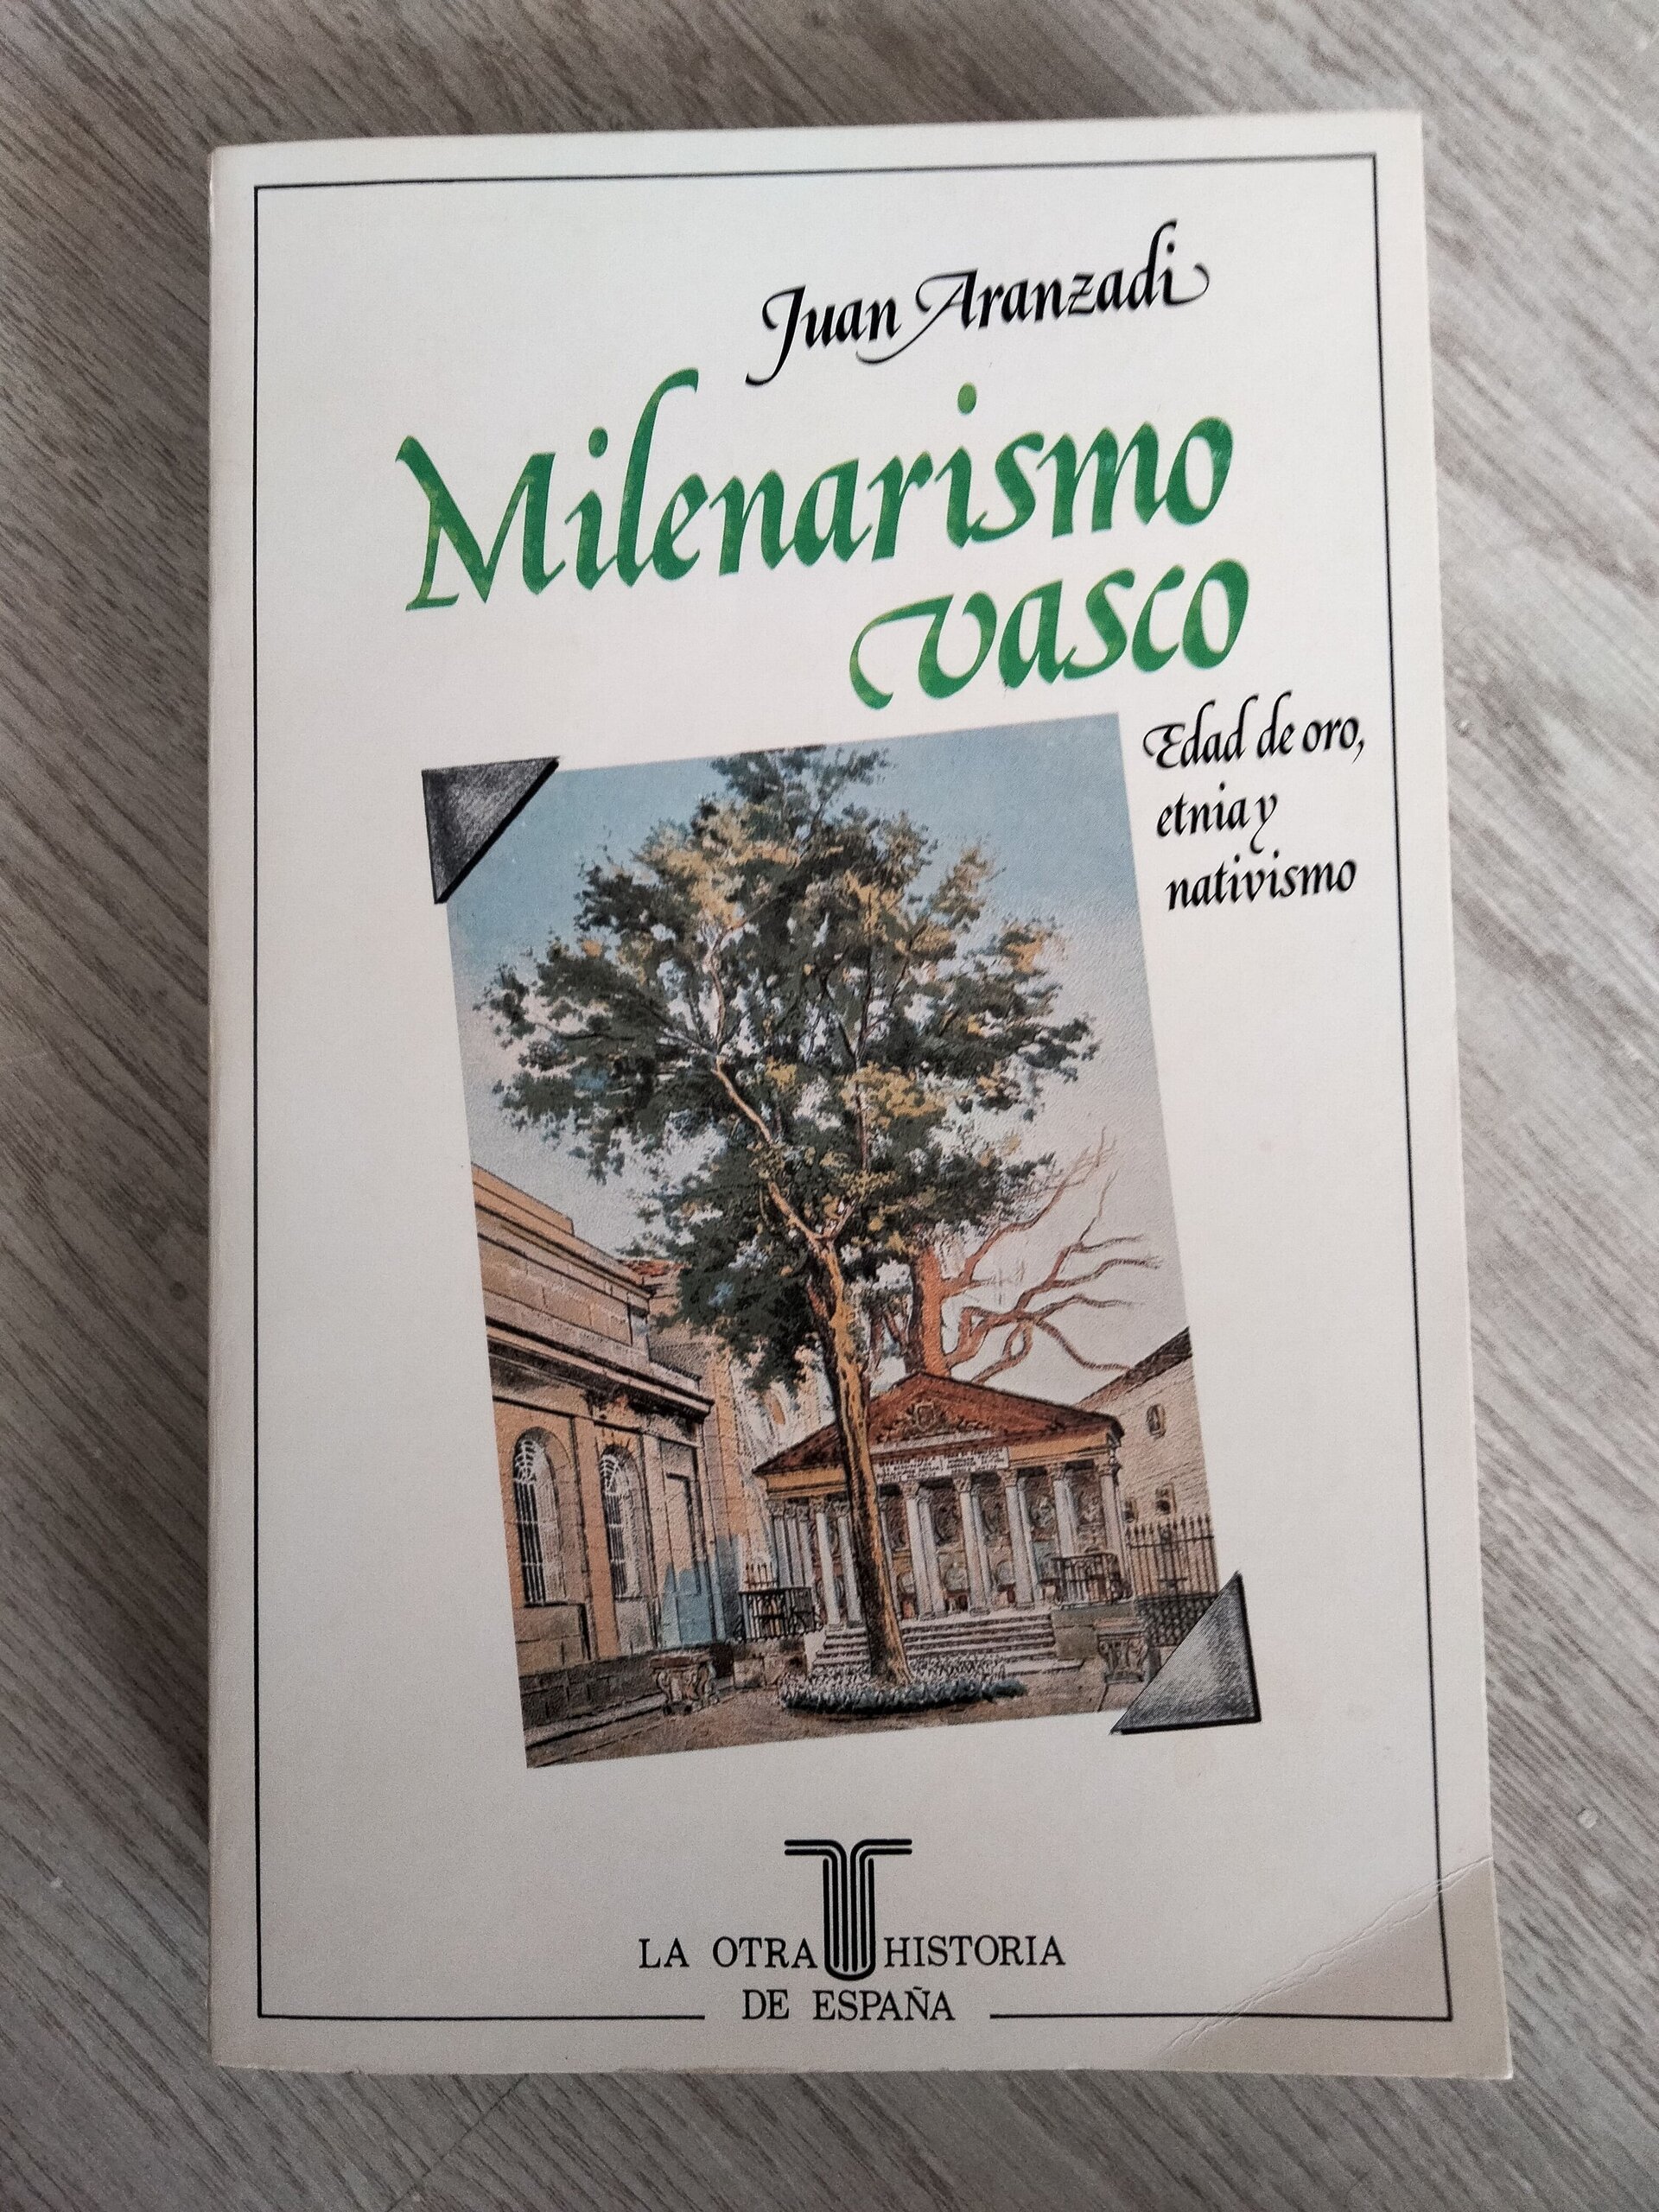 Juan Aranzadi
Milenarismo
vasco
Edad de oro,
etnia y
nativismo
LA OTRA HISTORIA
DE ESPAÑA